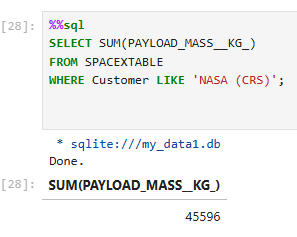 [28]: %%sql
SELECT SUM(PAYLOAD_MASS__KG_)
FROM SPACEXTABLE
WHERE Customer LIKE 'NASA (CRS)';
* sqlite:///my_data1.db
Done.
[28]: SUM(PAYLOAD_MASS__KG_)
45596